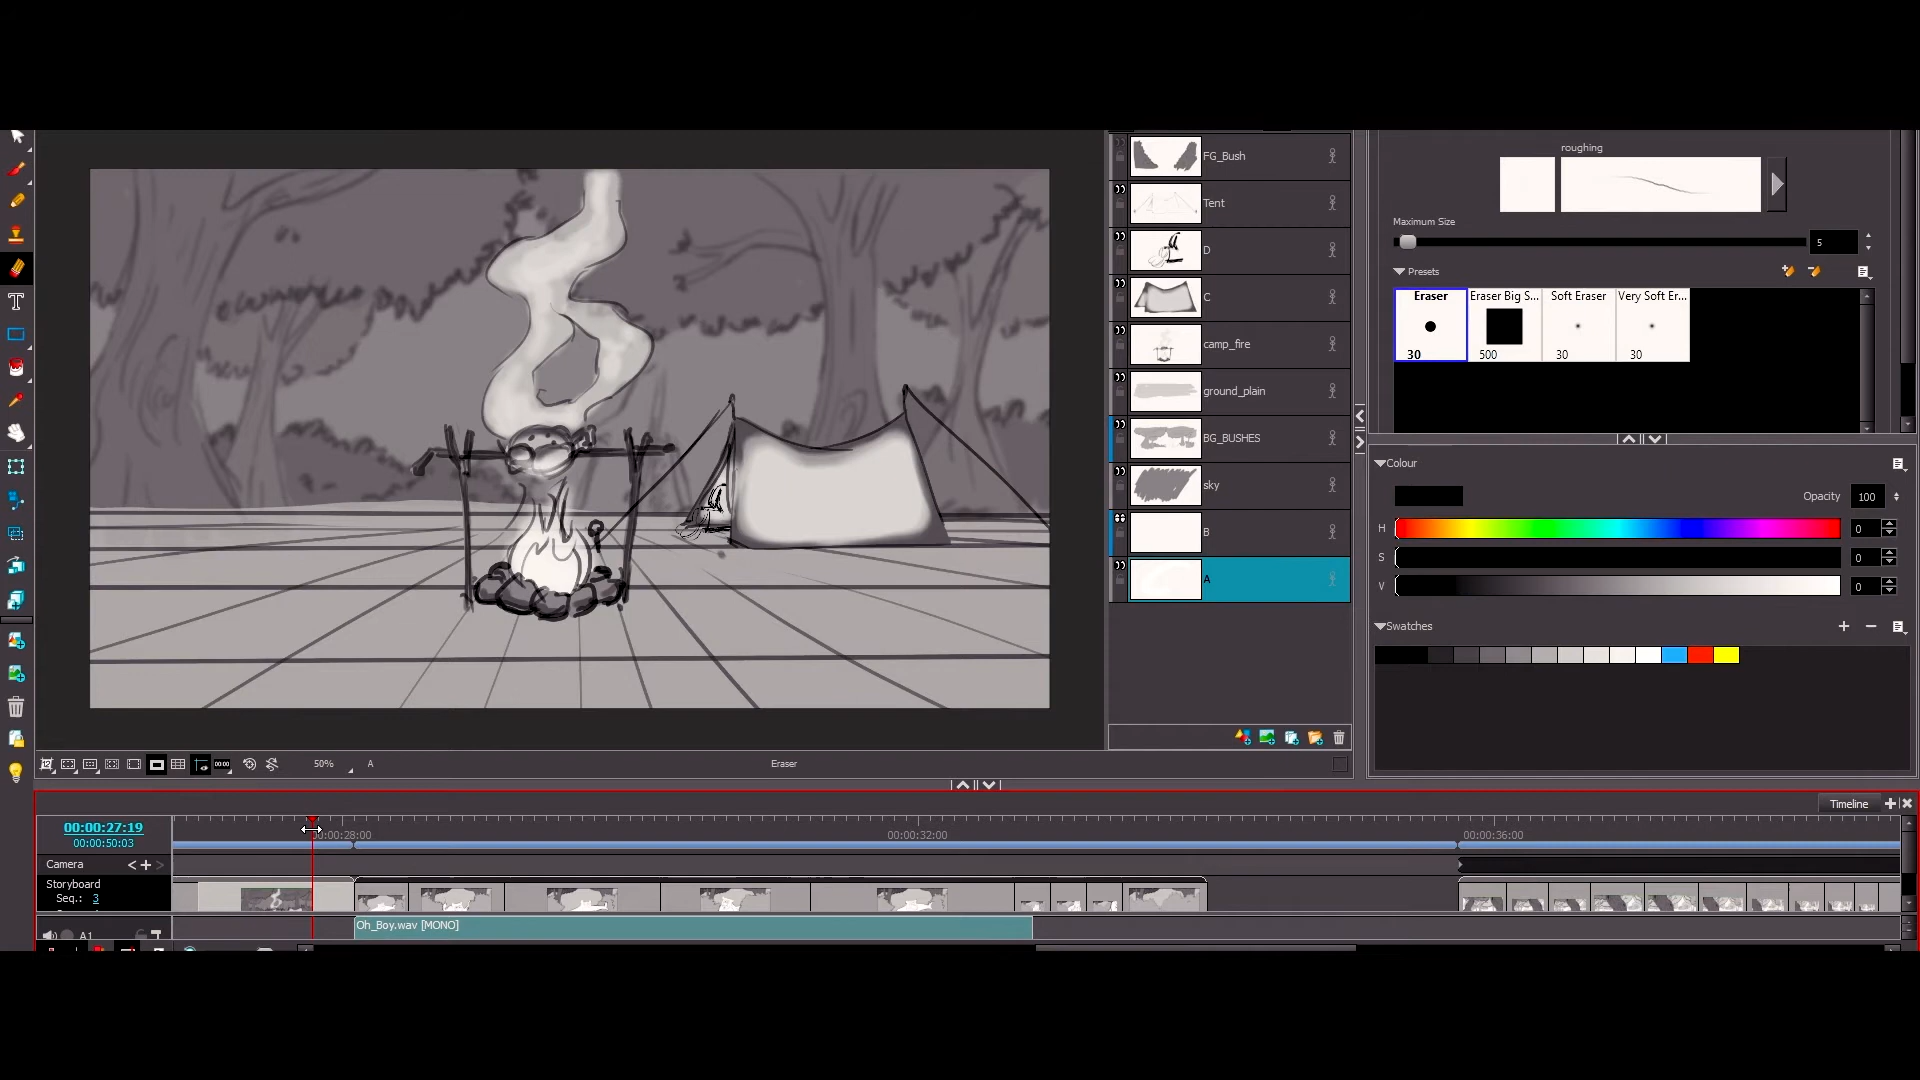 FG_Bush
Tent
D
C
camp_fire
ground_plain
BG_BUSHES
sky
B
A
roughing
Maximum Size
5
Presets
Eraser
Eraser Big S...
Soft Eraser
Very Soft Er...
30
500
30
30
Colour
Opacity
100
H
0
S
0
V
0
Swatches
50%
A
Eraser
Timeline
00:00:27:19
00:00:50:03
00:00:28:00
00:00:32:00
00:00:36:00
Camera
Storyboard
Seq.: 3
A1
Oh_Boy.wav [MONO]